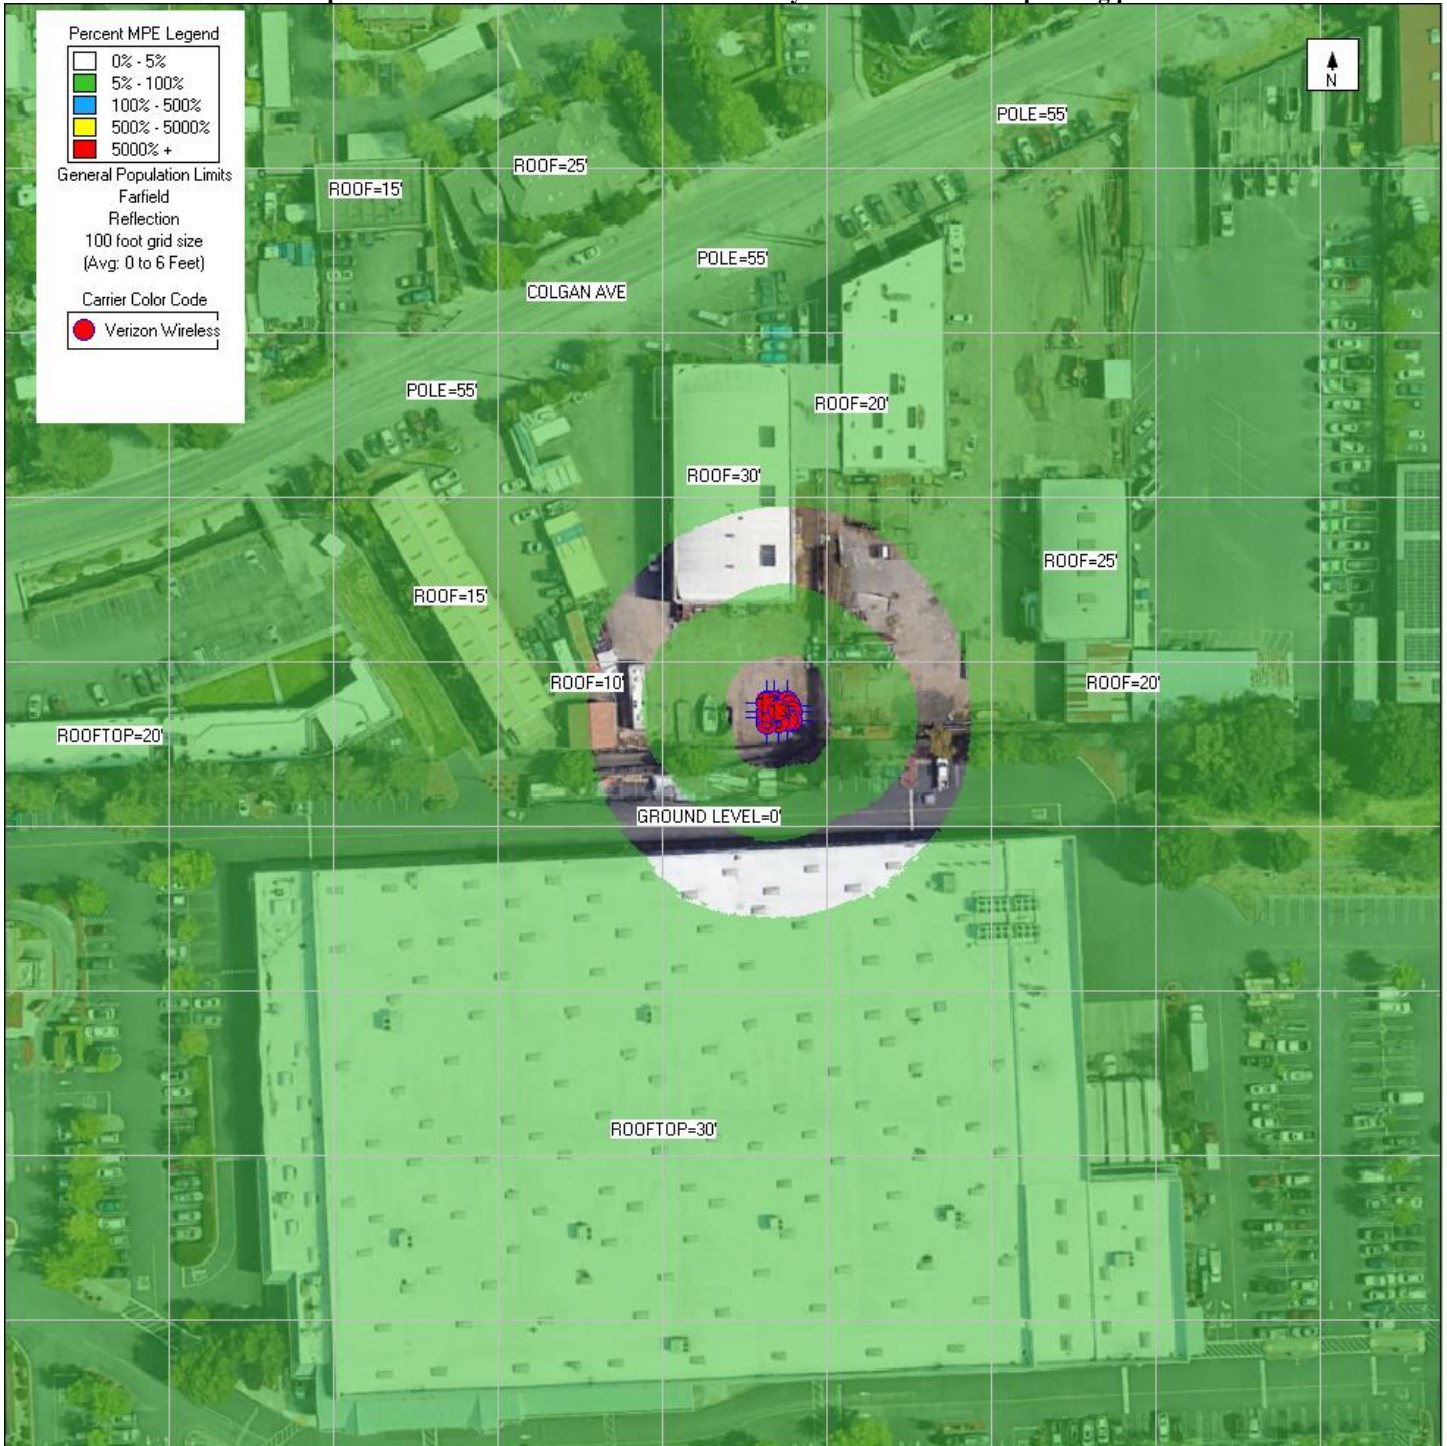 Percent MPE Legend
0% - 5%
5% - 100%
100% - 500%
500% - 5000%
5000% +
General Population Limits
Farfield
Reflection
100 foot grid size
(Avg: 0 to 6 Feet)
Carrier Color Code
Verizon Wireless
N
POLE=55'
ROOF=25'
ROOF=15'
POLE=55'
COLGAN AVE
POLE=55'
ROOF=20'
ROOF=30'
ROOF=25'
ROOF=15'
ROOF=10'
ROOF=20'
ROOFTOP=20'
GROUND LEVEL=0'
ROOFTOP=30'